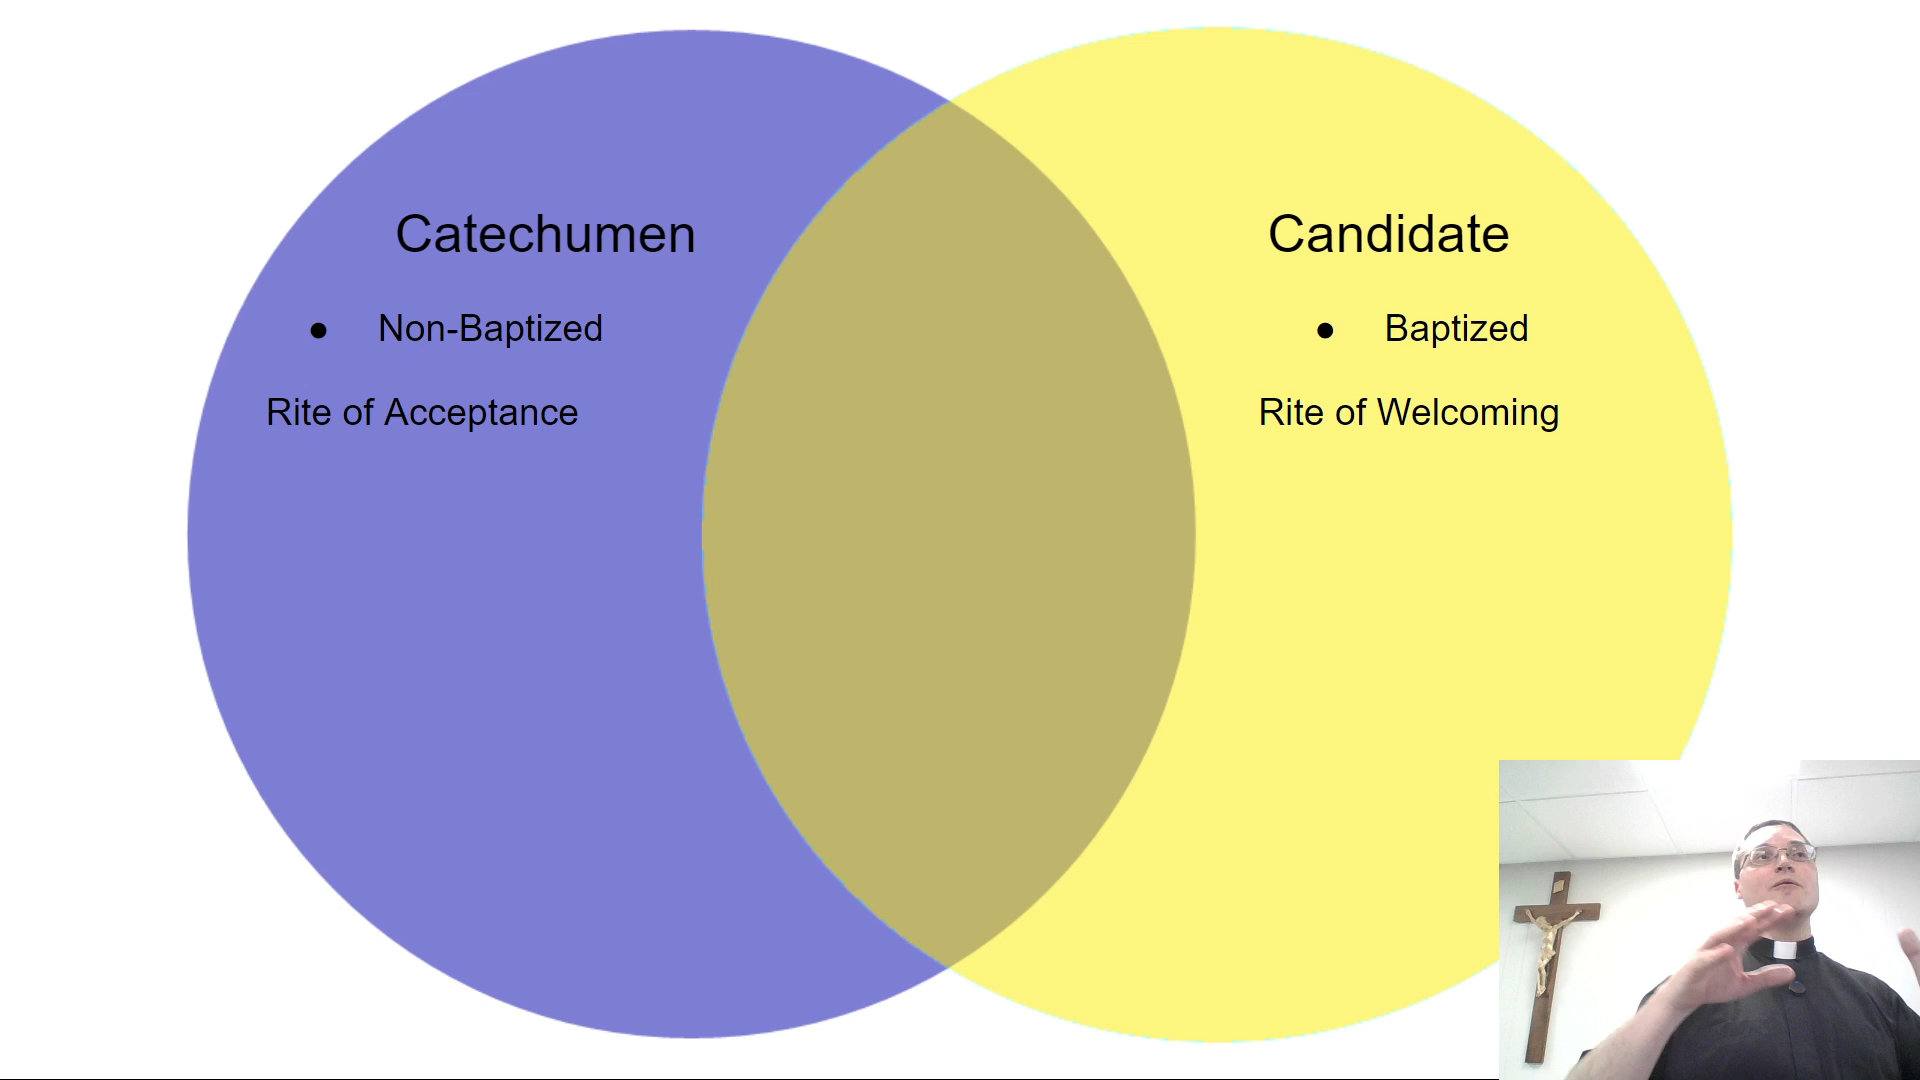 Catechumen
● Non-Baptized
Rite of Acceptance
Candidate
● Baptized
Rite of Welcoming